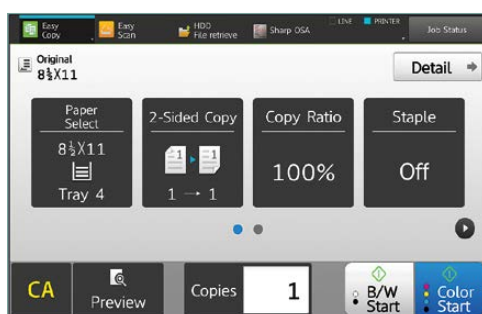 Easy Copy
Easy Scan
HDD File retrieve
Sharp OSA
LINE
PRINTER
Job Status
Original
8½X11
Detail
Paper Select
8½X11
Tray 4
2-Sided Copy
1 1
1 → 1
Copy Ratio
100%
Staple
Off
CA
Preview
Copies
1
B/W Start
Color Start